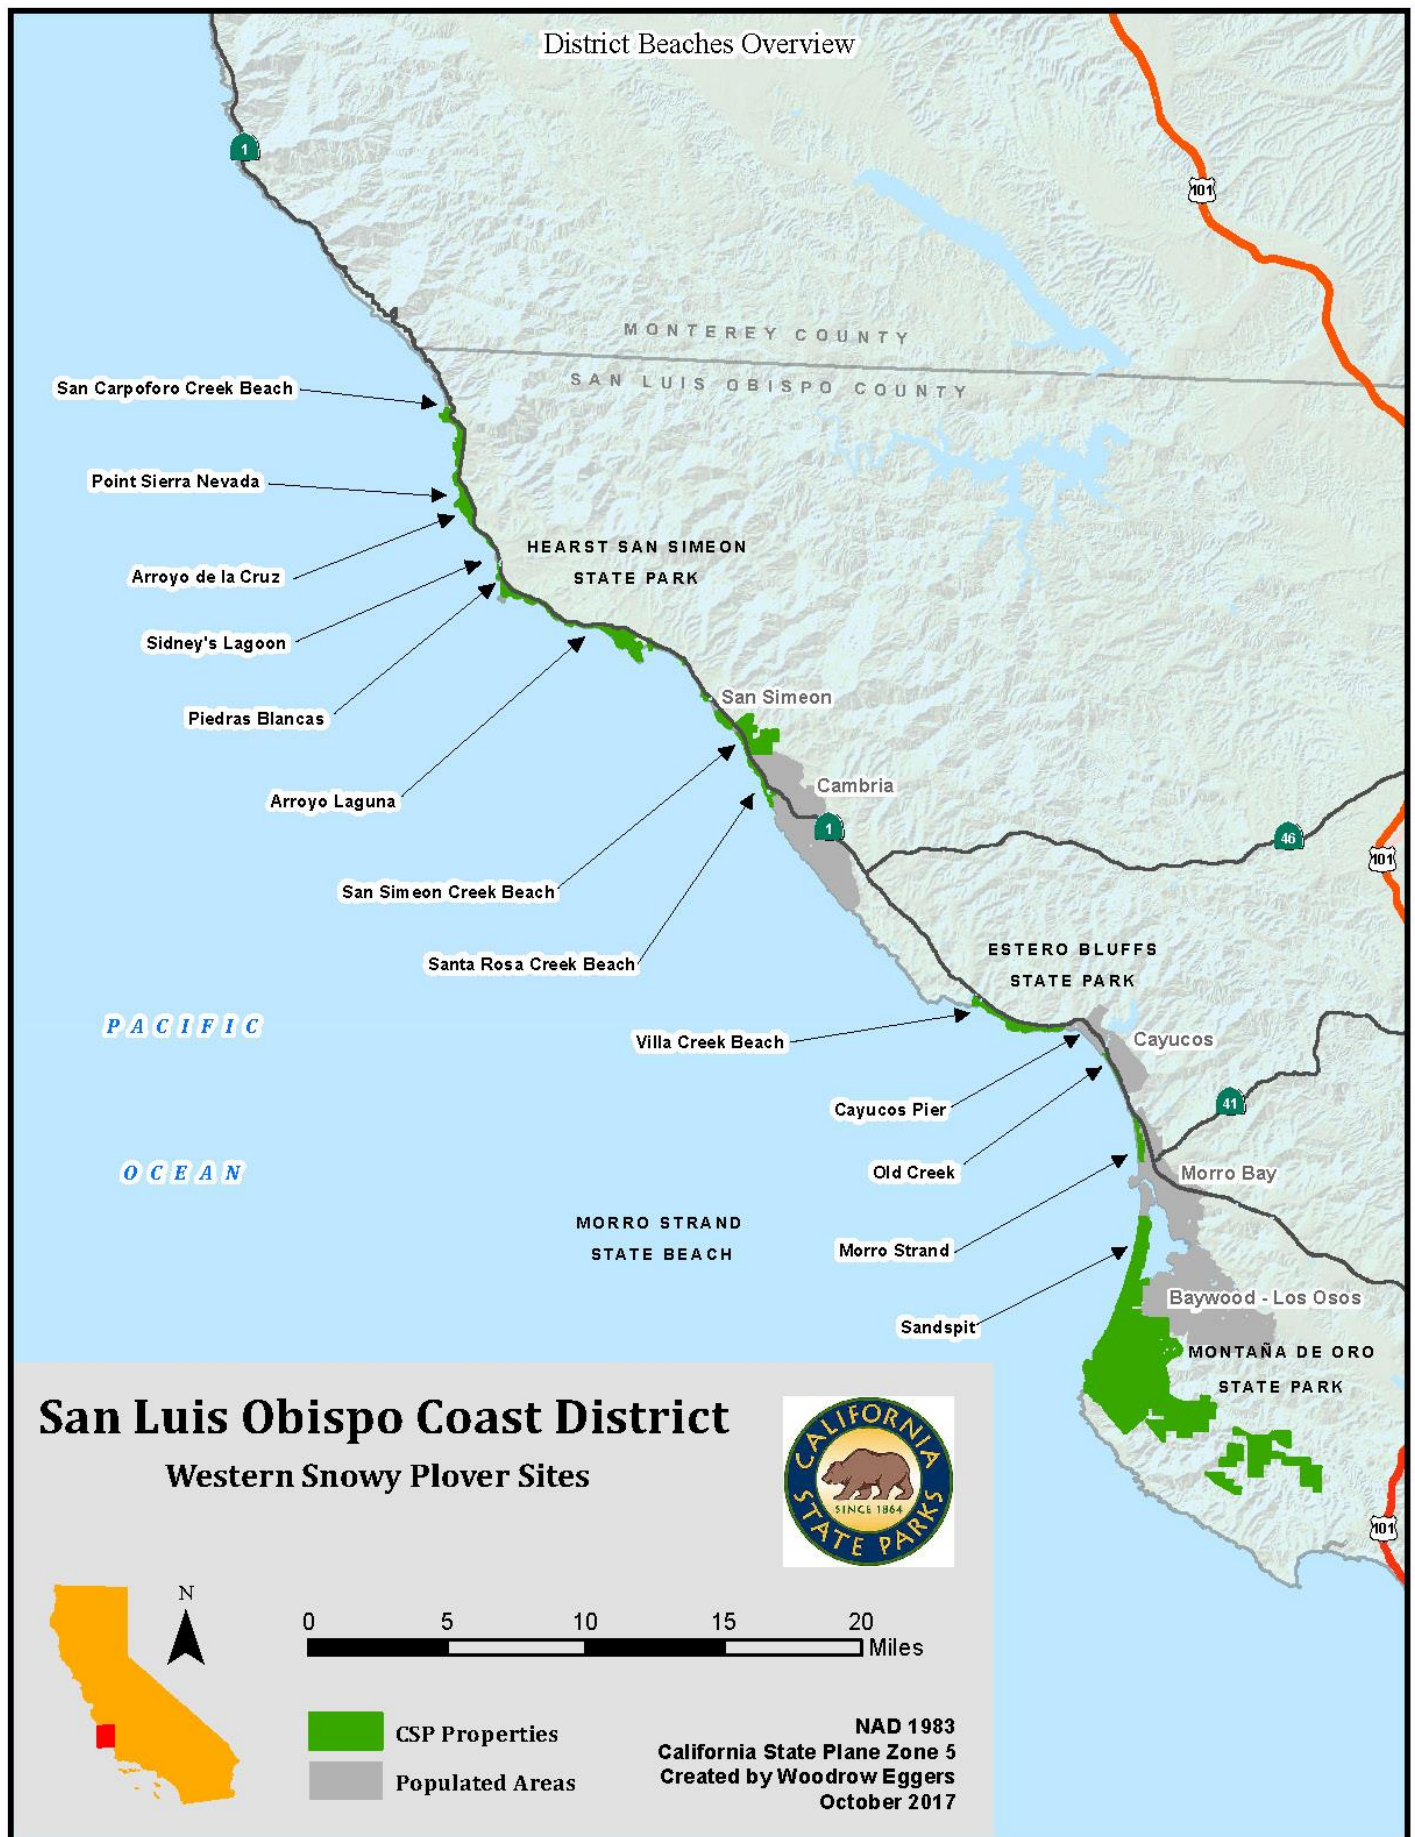 District Beaches Overview
1
101
MONTEREY COUNTY
SAN LUIS OBISPO COUNTY
San Carpoforo Creek Beach
Point Sierra Nevada
HEARST SAN SIMEON
STATE PARK
Arroyo de la Cruz
Sidney's Lagoon
San Simeon
Piedras Blancas
Cambria
Arroyo Laguna
1
46
101
San Simeon Creek Beach
ESTERO BLUFFS
STATE PARK
Santa Rosa Creek Beach
PACIFIC
Villa Creek Beach
Cayucos
Cayucos Pier
41
OCEAN
Old Creek
Morro Bay
MORRO STRAND
STATE BEACH
Morro Strand
Baywood - Los Osos
Sandspit
MONTAÑA DE ORO
STATE PARK
101
San Luis Obispo Coast District
Western Snowy Plover Sites
CALIFORNIA
SINCE 1864
STATE PARKS
N
0 5 10 15 20
Miles
CSP Properties
Populated Areas
NAD 1983
California State Plane Zone 5
Created by Woodrow Eggers
October 2017